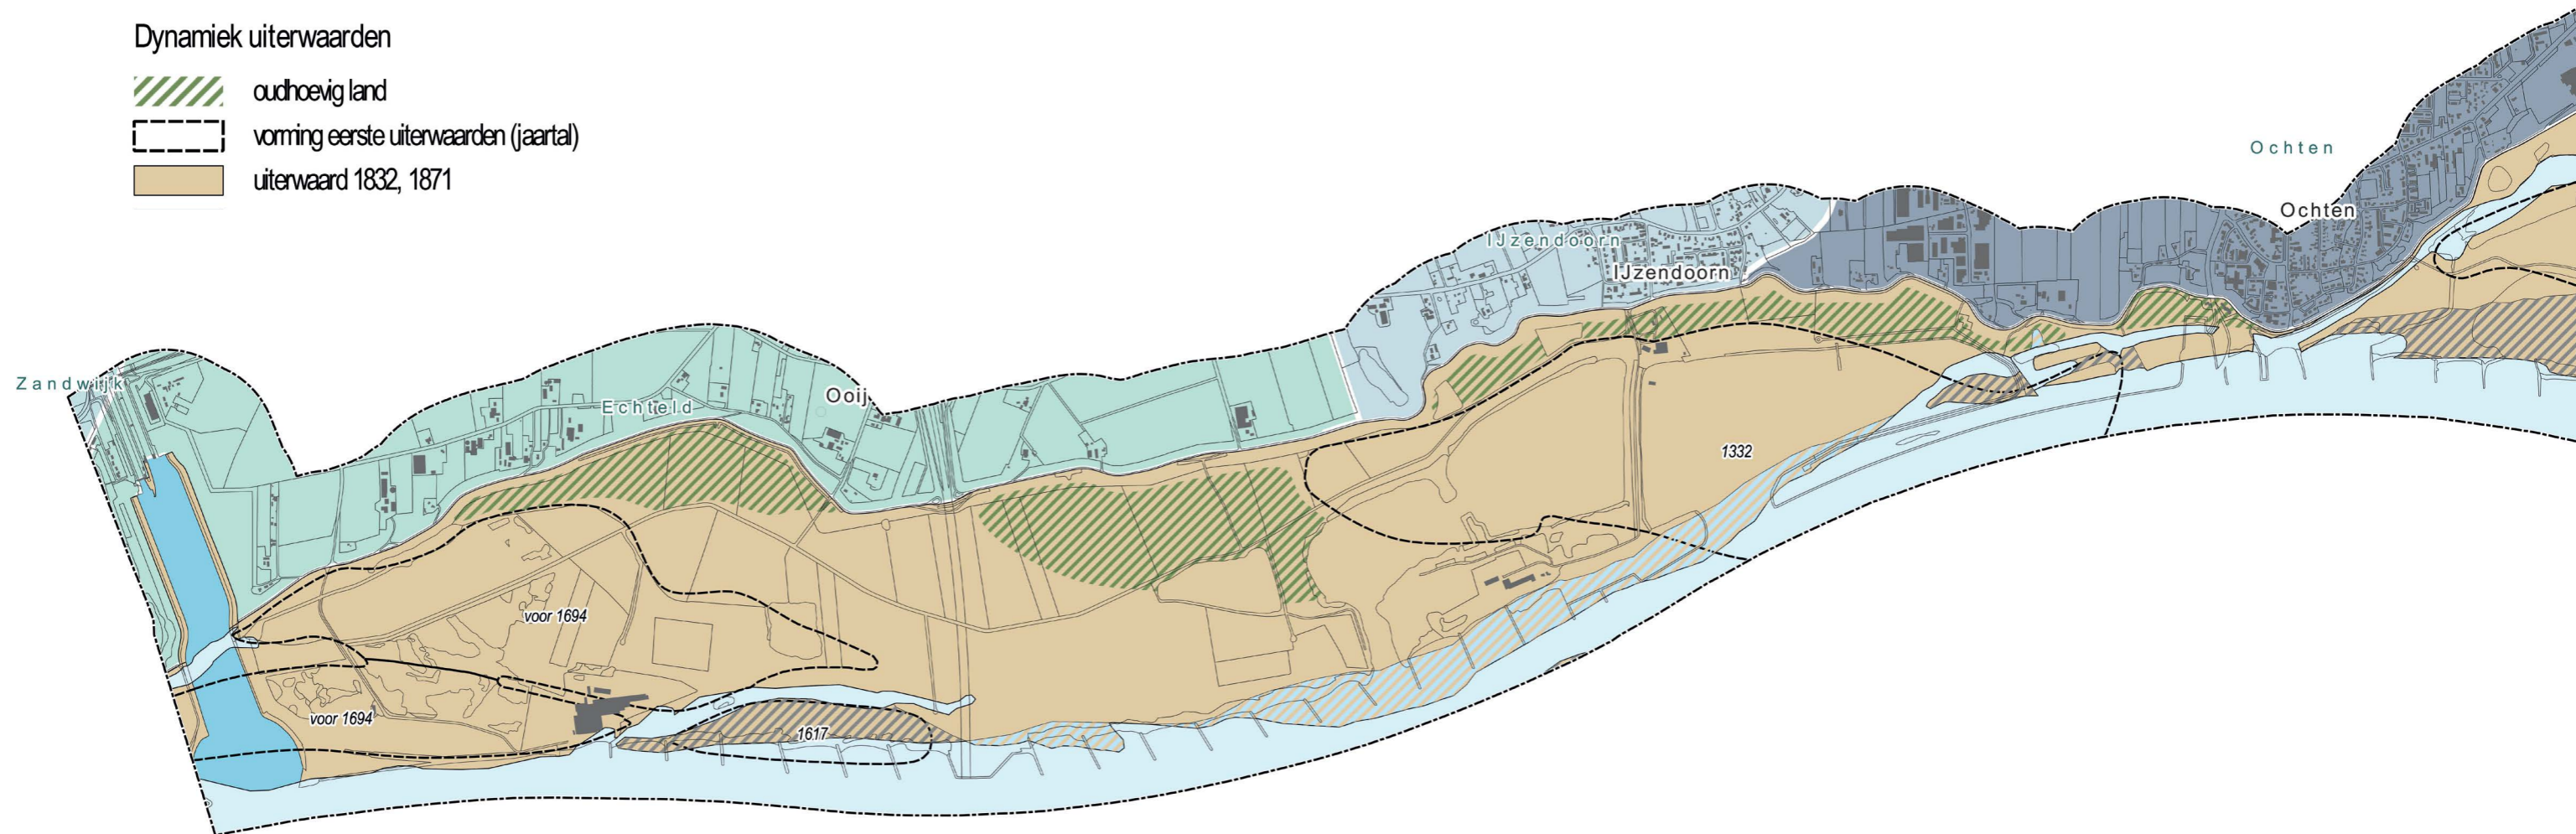 Dynamiek uiterwaarden
oudhoevig land
vorming eerste uiterwaarden (jaartal)
uiterwaard 1832, 1871
Ochten
Ochten
IJzendoorn
IJzendoorn
Zandwijk
Echteld
Ooij
1332
voor 1694
voor 1694
1617